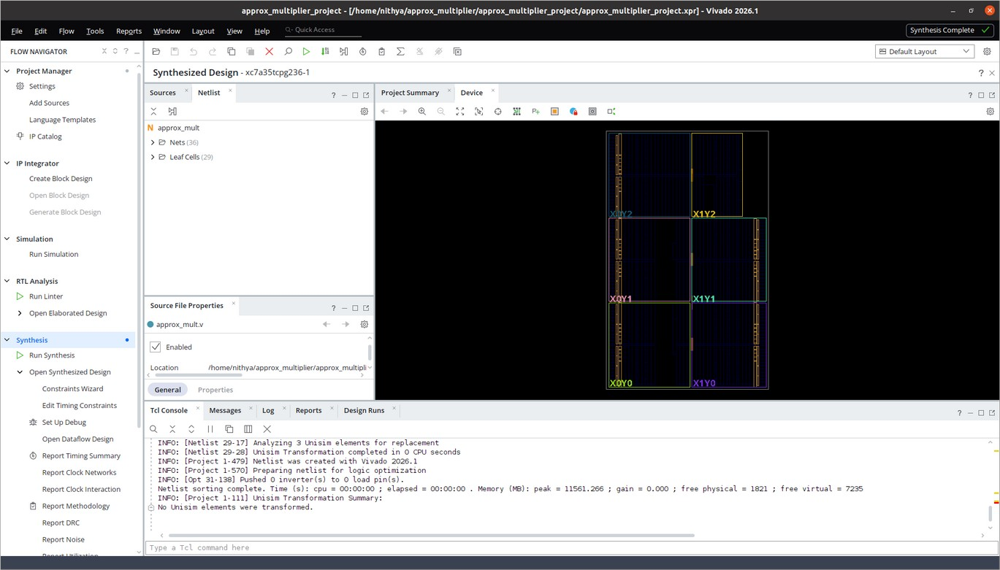 approx_multiplier_project - [/home/nithya/approx_multiplier/approx_multiplier_project/approx_multiplier_project.xpr] - Vivado 2026.1
File Edit Flow Tools Reports Window Layout View Help Quick Access Synthesis Complete
FLOW NAVIGATOR
Default Layout
Synthesized Design - xc7a35tcpg236-1
Project Manager
Settings
Add Sources
Language Templates
IP Catalog
IP Integrator
Create Block Design
Open Block Design
Generate Block Design
Simulation
Run Simulation
RTL Analysis
Run Linter
Open Elaborated Design
Synthesis
Run Synthesis
Open Synthesized Design
Constraints Wizard
Edit Timing Constraints
Set Up Debug
Open Dataflow Design
Report Timing Summary
Report Clock Networks
Report Clock Interaction
Report Methodology
Report DRC
Report Noise
Report Utilization
Sources Netlist
N approx_mult
Nets (36)
Leaf Cells (29)
Source File Properties
approx_mult.v
Enabled
Location /home/nithya/approx_multiplier/approx_multipli
General Properties
Project Summary Device
X0Y2 X1Y2
X0Y1 X1Y1
X0Y0 X1Y0
Tcl Console Messages Log Reports Design Runs
INFO: [Netlist 29-17] Analyzing 3 Unisim elements for replacement
INFO: [Netlist 29-28] Unisim Transformation completed in 0 CPU seconds
INFO: [Project 1-479] Netlist was created with Vivado 2026.1
INFO: [Project 1-570] Preparing netlist for logic optimization
INFO: [Opt 31-138] Pushed 0 inverter(s) to 0 load pin(s).
Netlist sorting complete. Time (s): cpu = 00:00:00 ; elapsed = 00:00:00 . Memory (MB): peak = 11561.266 ; gain = 0.000 ; free physical = 1821 ; free virtual = 7235
INFO: [Project 1-111] Unisim Transformation Summary:
No Unisim elements were transformed.
Type a Tcl command here